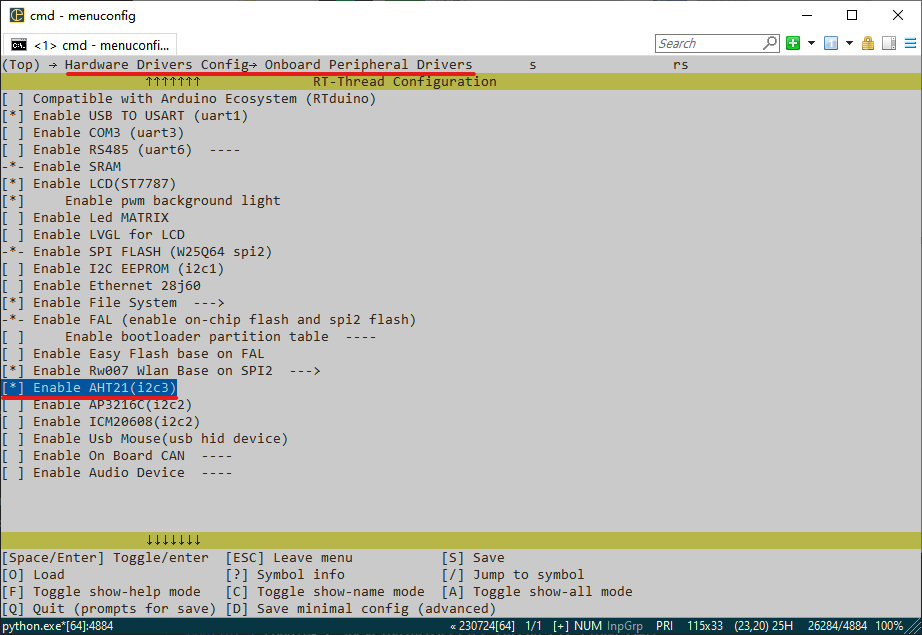 cmd - menuconfig
<1> cmd - menuconfi...
Search
(Top) → Hardware Drivers Config→ Onboard Peripheral Drivers s rs
↑↑↑↑↑↑↑ RT-Thread Configuration
[ ] Compatible with Arduino Ecosystem (RTduino)
[*] Enable USB TO USART (uart1)
[ ] Enable COM3 (uart3)
[ ] Enable RS485 (uart6) ----
-*- Enable SRAM
[*] Enable LCD(ST7787)
[*] Enable pwm background light
[ ] Enable Led MATRIX
[ ] Enable LVGL for LCD
-*- Enable SPI FLASH (W25Q64 spi2)
[ ] Enable I2C EEPROM (i2c1)
[ ] Enable Ethernet 28j60
[*] Enable File System --->
-*- Enable FAL (enable on-chip flash and spi2 flash)
[ ] Enable bootloader partition table ----
[ ] Enable Easy Flash base on FAL
[*] Enable Rw007 Wlan Base on SPI2 --->
[*] Enable AHT21(i2c3)
[ ] Enable AP3216C(i2c2)
[ ] Enable ICM20608(i2c2)
[ ] Enable Usb Mouse(usb hid device)
[ ] Enable On Board CAN ----
[ ] Enable Audio Device ----
↓↓↓↓↓↓↓
[Space/Enter] Toggle/enter [ESC] Leave menu [S] Save
[O] Load [?] Symbol info [/] Jump to symbol
[F] Toggle show-help mode [C] Toggle show-name mode [A] Toggle show-all mode
[Q] Quit (prompts for save) [D] Save minimal config (advanced)
python.exe*[64]:4884 « 230724[64] 1/1 [+] NUM InpGrp PRI 115x33 (23,20) 25H 26284/4884 100%